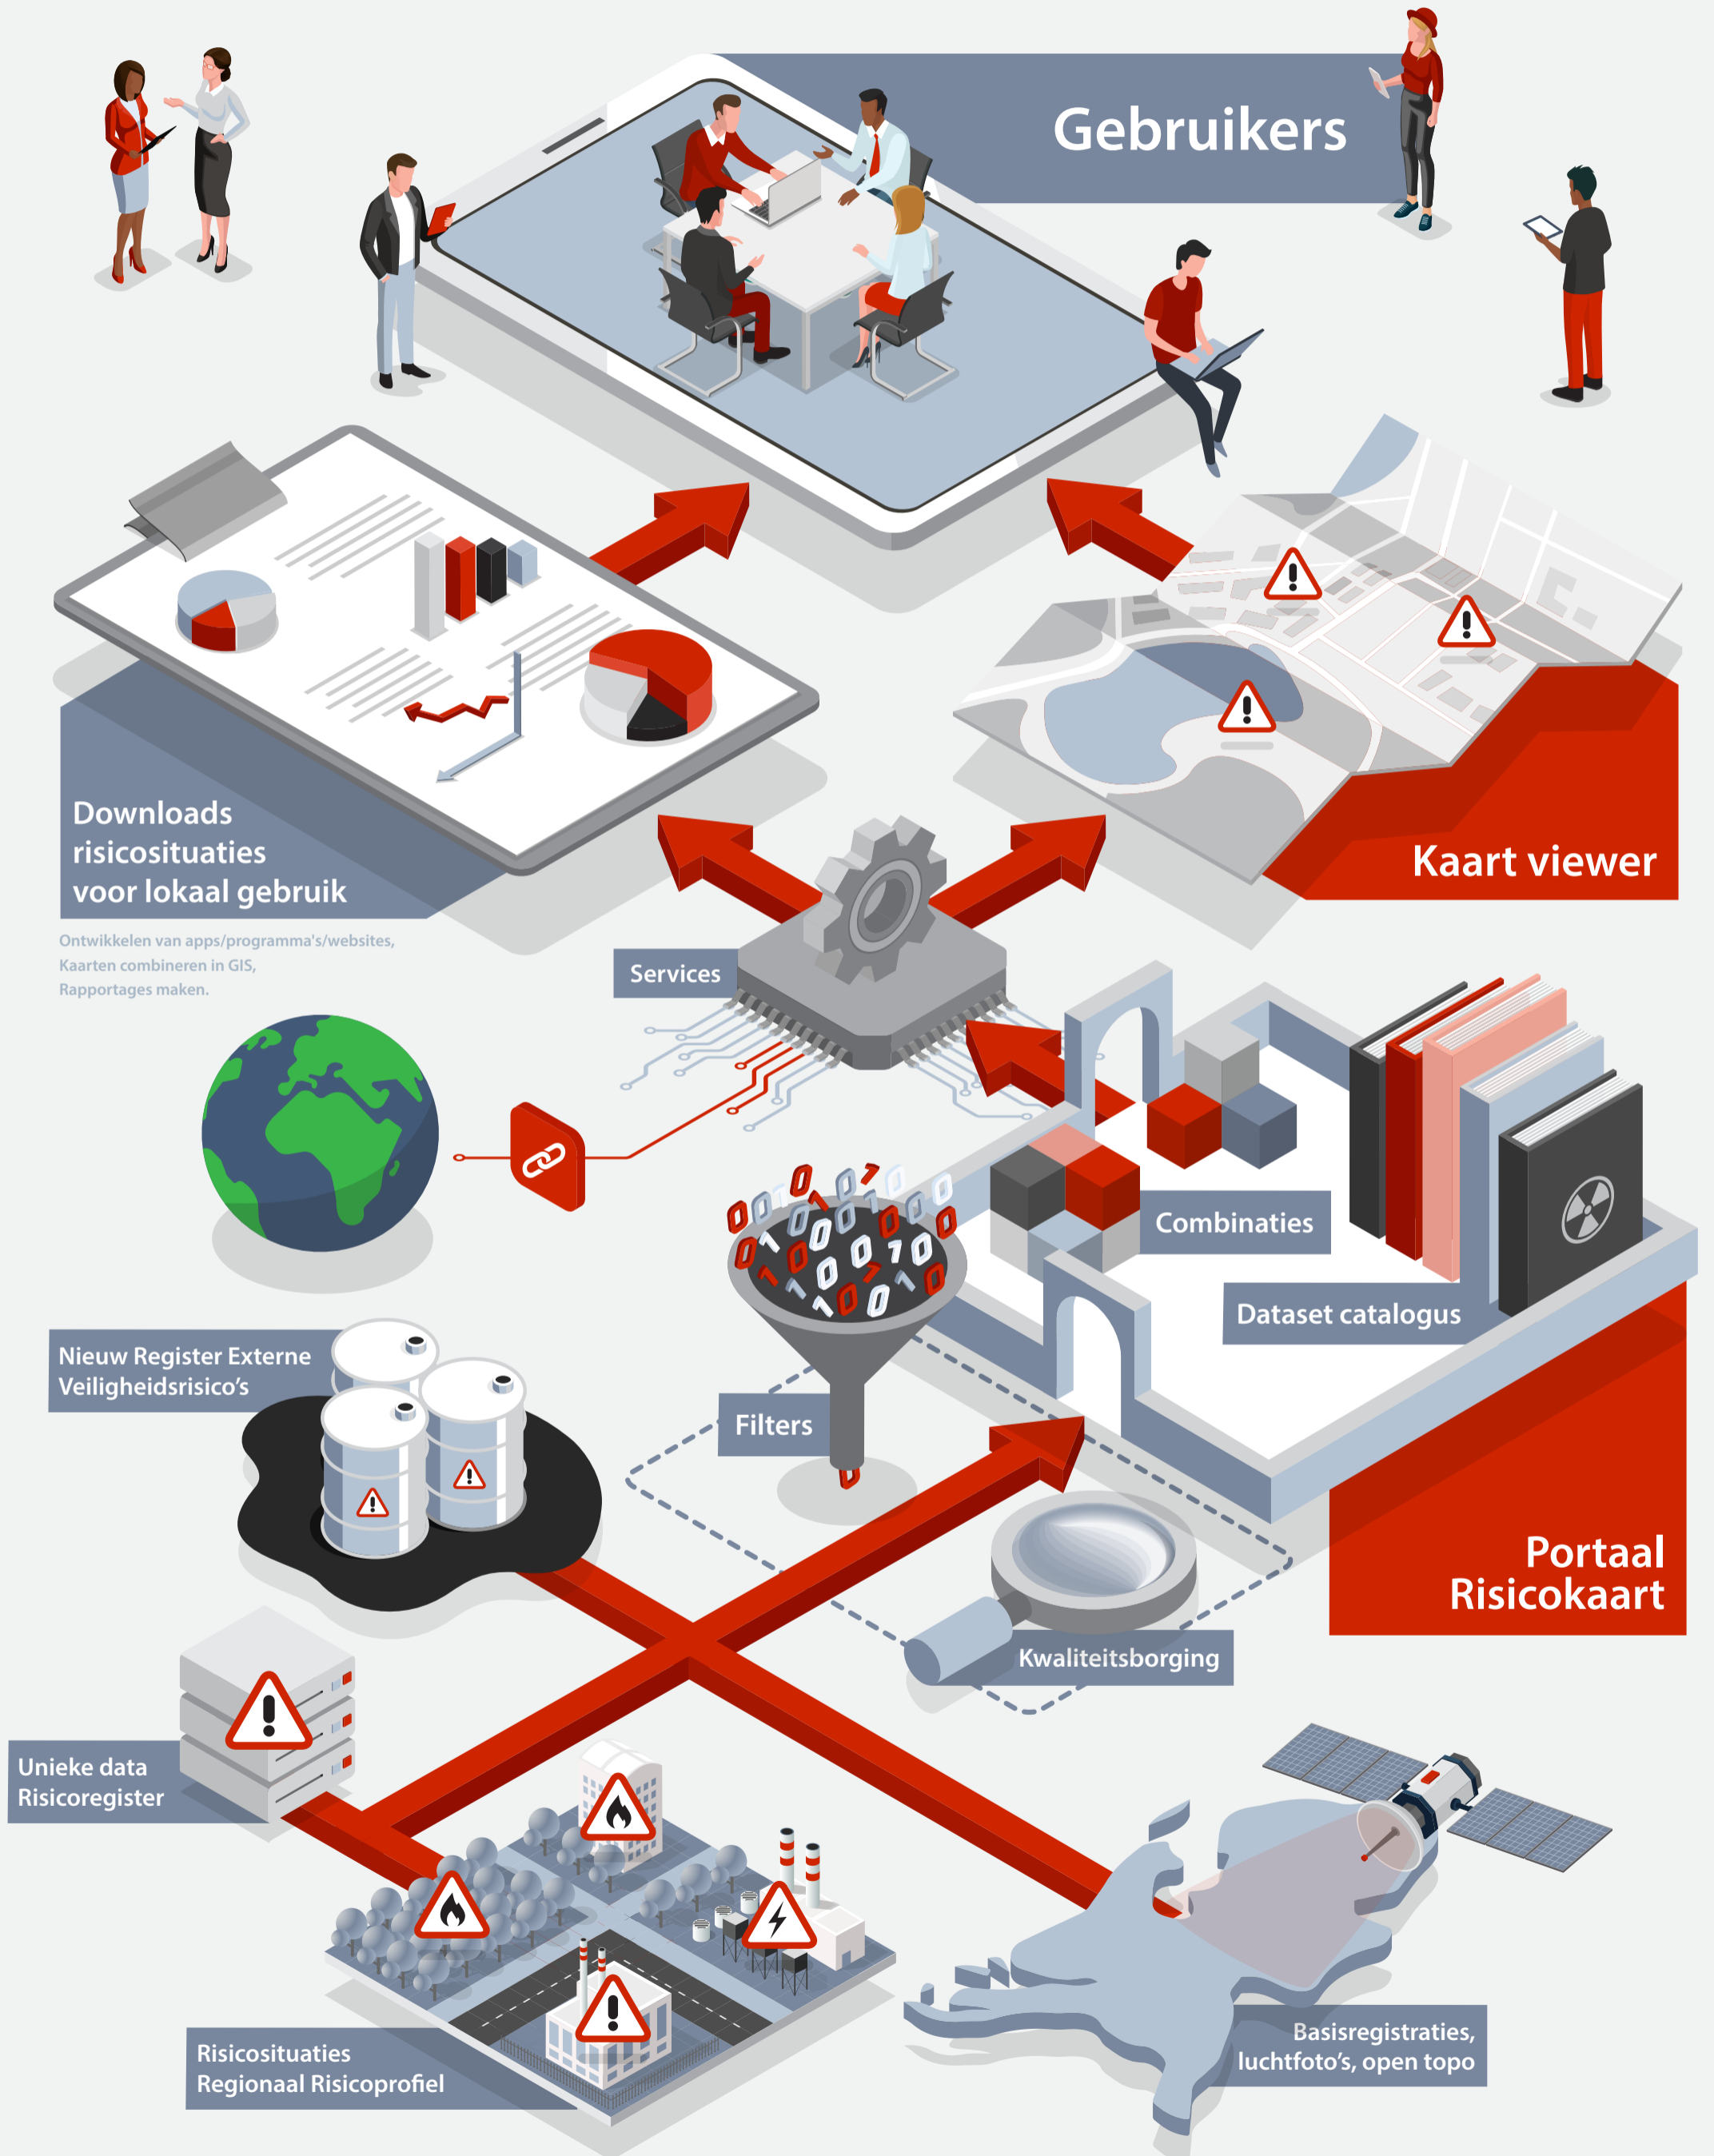 Gebruikers
Downloads
risicosituaties
voor lokaal gebruik
Ontwikkelen van apps/programma's/websites,
Kaarten combineren in GIS,
Rapportages maken.
Kaart viewer
Services
Combinaties
Dataset catalogus
Nieuw Register Externe
Veiligheidsrisico’s
Filters
Portaal
Risicokaart
Kwaliteitsborging
Unieke data
Risicoregister
Risicosituaties
Regionaal Risicoprofiel
Basisregistraties,
luchtfoto’s, open topo